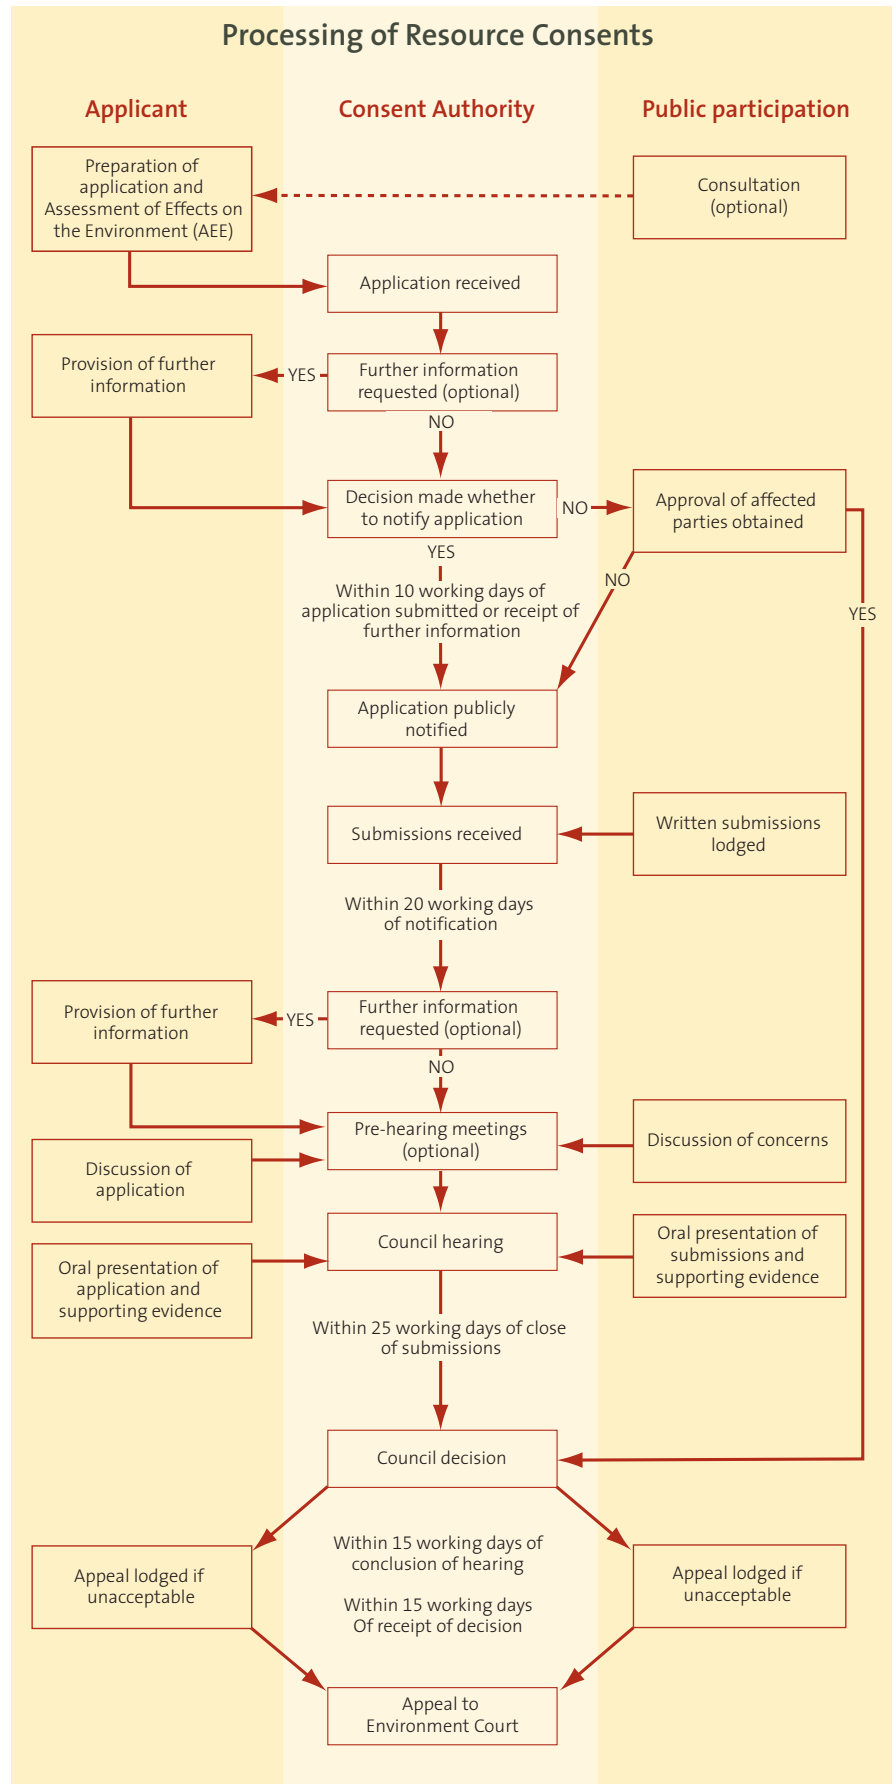 Processing of Resource Consents
Applicant
Consent Authority
Public participation
Preparation of
application and
Assessment of Effects on
the Environment (AEE)
Consultation
(optional)
Application received
Provision of further
information
YES
Further information
requested (optional)
NO
Decision made whether
to notify application
NO
Approval of affected
parties obtained
YES
NO
YES
Within 10 working days of
application submitted or receipt of
further information
Application publicly
notified
Submissions received
Written submissions
lodged
Within 20 working days
of notification
Provision of further
information
YES
Further information
requested (optional)
NO
Pre-hearing meetings
(optional)
Discussion of concerns
Discussion of
application
Council hearing
Oral presentation of
submissions and
supporting evidence
Oral presentation of
application and
supporting evidence
Within 25 working days of close
of submissions
Council decision
Within 15 working days of
conclusion of hearing
Appeal lodged if
unacceptable
Appeal lodged if
unacceptable
Within 15 working days
Of receipt of decision
Appeal to
Environment Court